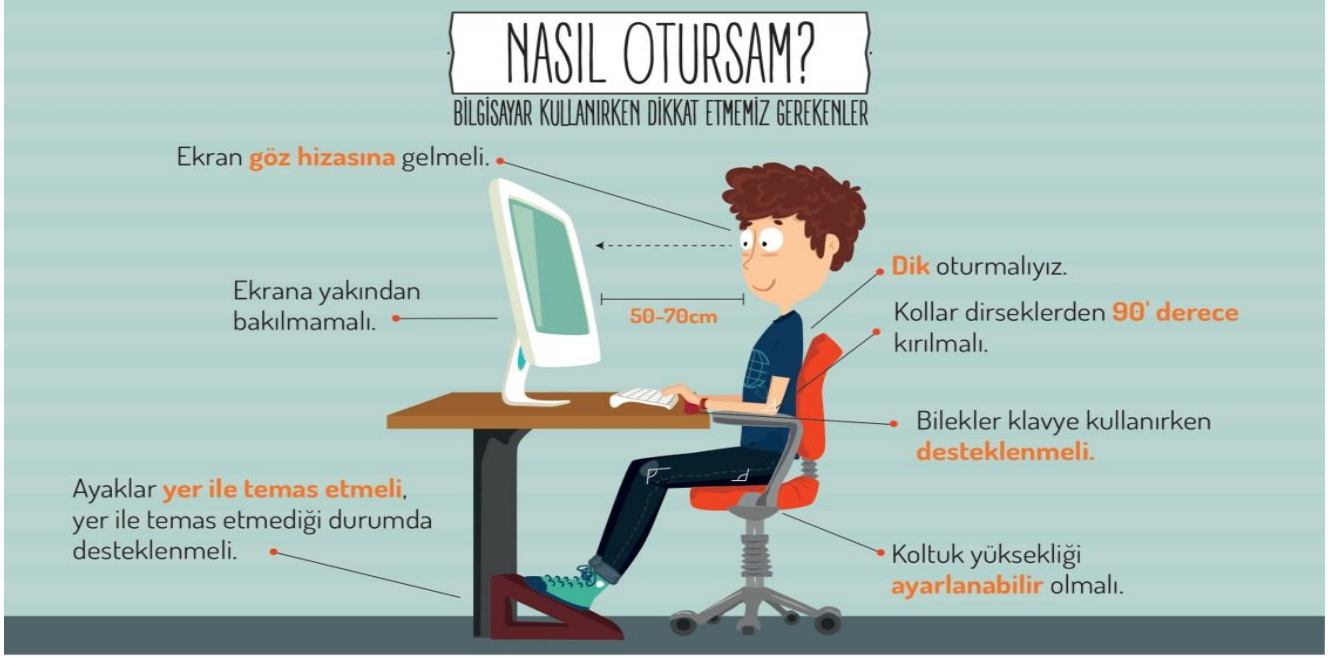 NASIL OTURSAM?
BİLGİSAYAR KULLANIRKEN DİKKAT ETMEMİZ GEREKENLER
Ekran göz hizasına gelmeli.
Ekrana yakından
bakılmamalı.
50-70cm
Dik oturmalıyız.
Kollar dirseklerden 90' derece
kırılmalı.
Bilekler klavye kullanırken
desteklenmeli.
Ayaklar yer ile temas etmeli,
yer ile temas etmediği durumda
desteklenmeli.
Koltuk yüksekliği
ayarlanabilir olmalı.